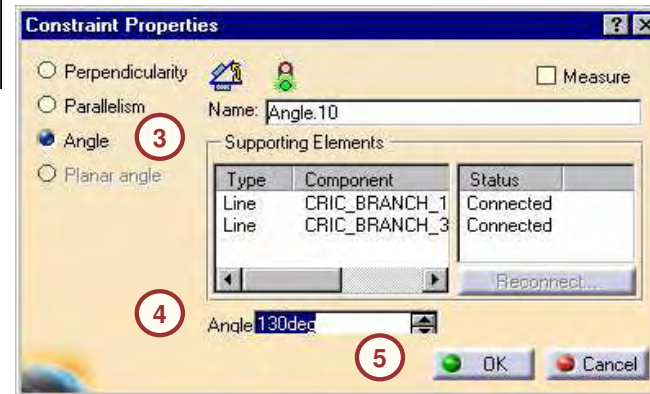 Constraint Properties
Perpendicularity
Measure
Parallelism
Name: Angle.10
Angle 3
Supporting Elements
Planar angle
Type Component Status
Line CRIC_BRANCH_1 Connected
Line CRIC_BRANCH_3 Connected
Reconnect...
4
Angle 130deg
5
OK Cancel